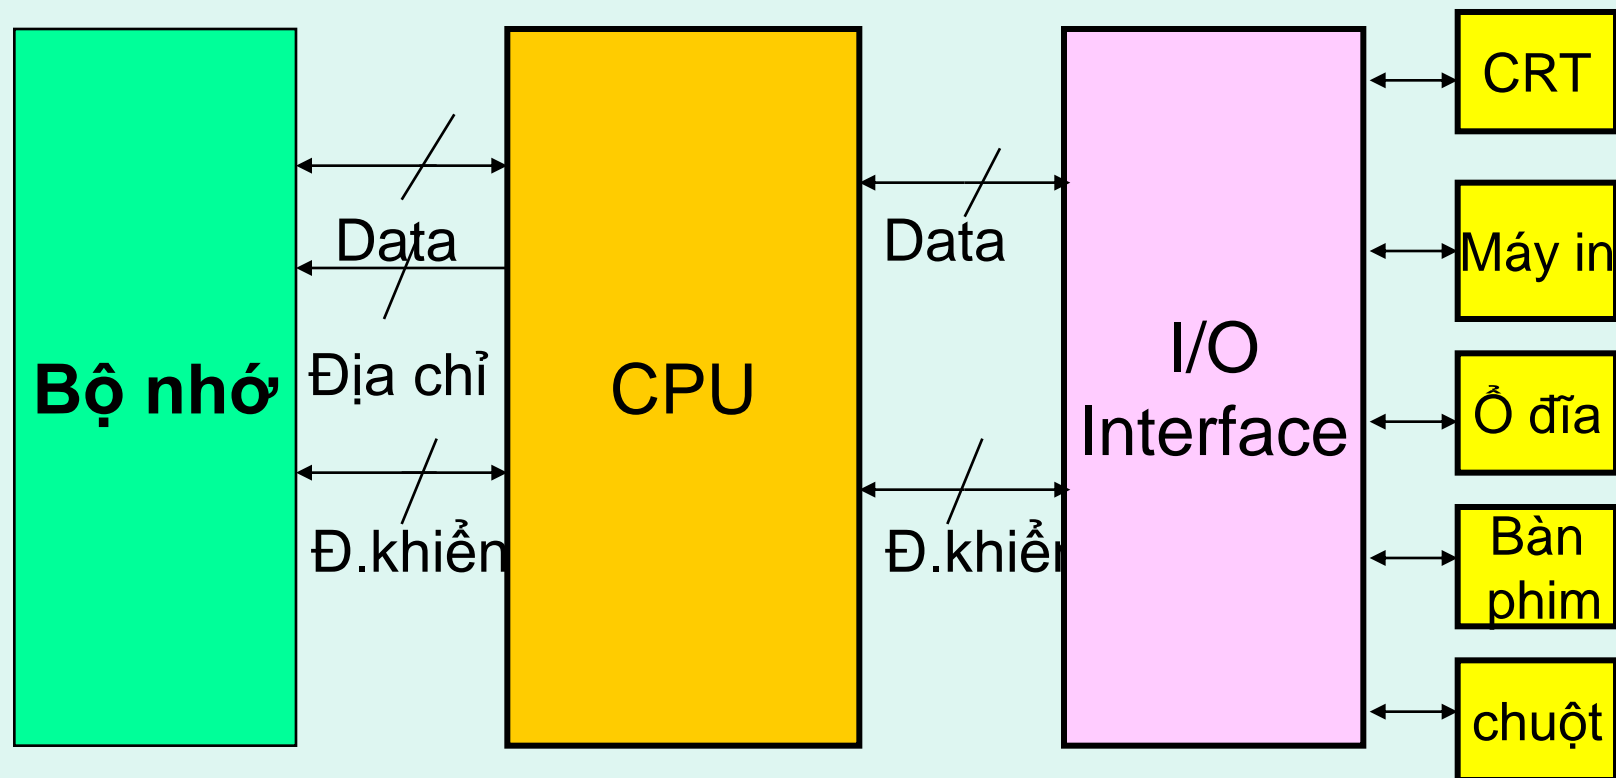 Bộ nhớ
Data
Địa chỉ
Đ.khiển
CPU
Data
Đ.khiển
I/O
Interface
CRT
Máy in
Ổ đĩa
Bàn
phim
chuột